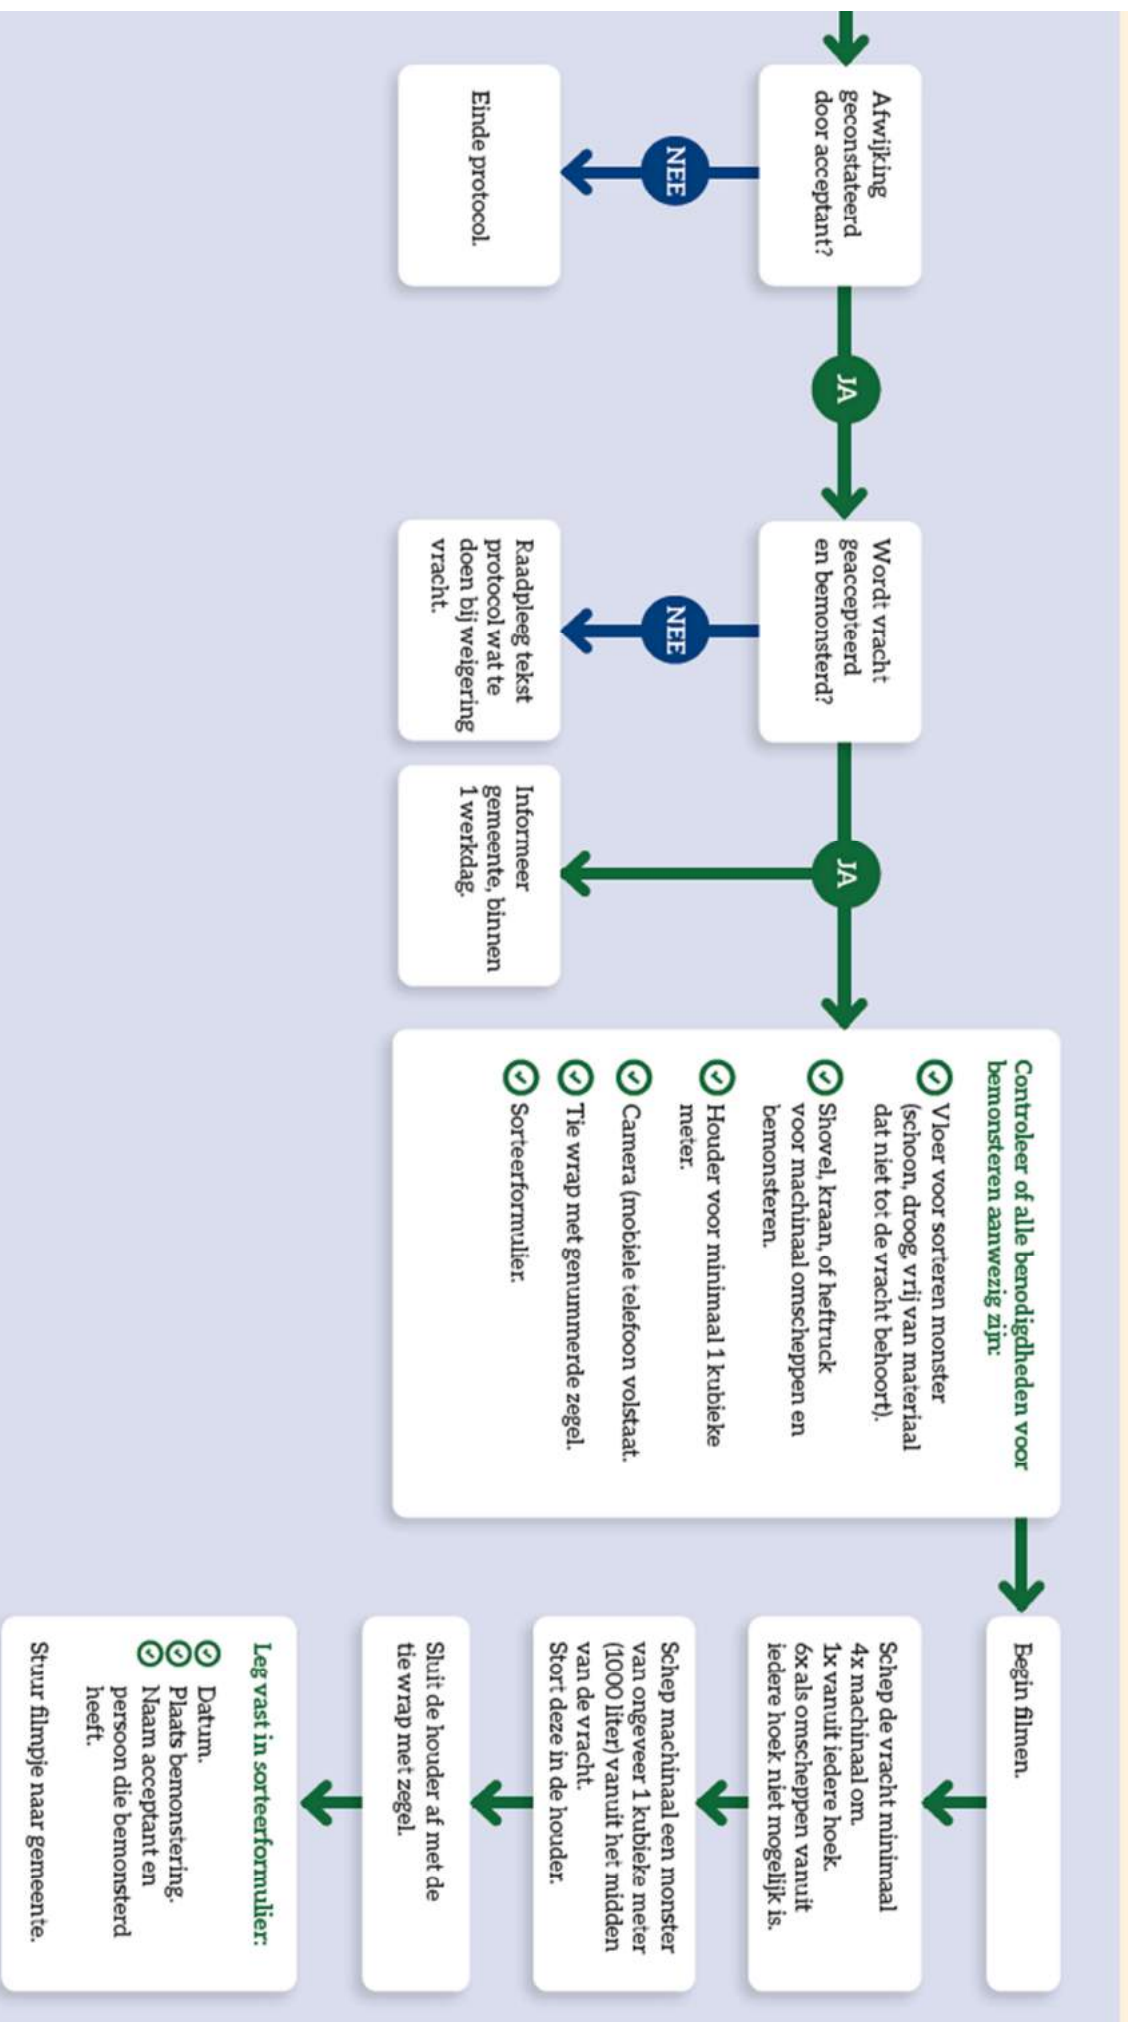 Afwijking
geconstateerd
door acceptant?
NEE
Einde protocol.
JA
Wordt vracht
geaccepteerd
en bemonsterd?
NEE
Raadpleeg tekst
protocol wat te
doen bij weigering
vracht.
JA
Informeer
gemeente, binnen
1 werkdag.
Controleer of alle benodigdheden voor
bemonsteren aanwezig zijn:
Vloer voor sorteren monster
(schoon, droog, vrij van materiaal
dat niet tot de vracht behoort).
Shovel, kraan, of heftruck
voor machinaal omscheppen en
bemonsteren.
Houder voor minimaal 1 kubieke
meter.
Camera (mobiele telefoon volstaat.
Tie wrap met genummerde zegel.
Sorteerformulier.
Begin filmen.
Schep de vracht minimaal
4x machinaal om.
1x vanuit iedere hoek.
6x als omscheppen vanuit
iedere hoek niet mogelijk is.
Schep machinaal een monster
van ongeveer 1 kubieke meter
(1000 liter) vanuit het midden
van de vracht.
Stort deze in de houder.
Sluit de houder af met de
tie wrap met zegel.
Leg vast in sorteerformulier:
Datum.
Plaats bemonstering.
Naam acceptant en
persoon die bemonsterd
heeft.
Stuur filmpje naar gemeente.